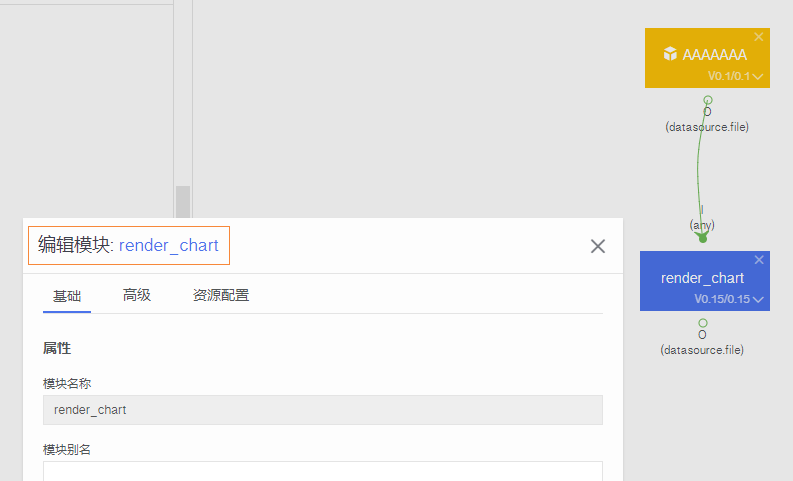 AAAAAAA
V0.1/0.1
O
(datasource.file)
I
(any)
render_chart
V0.15/0.15
O
(datasource.file)
编辑模块: render_chart
基础 高级 资源配置
属性
模块名称
render_chart
模块别名